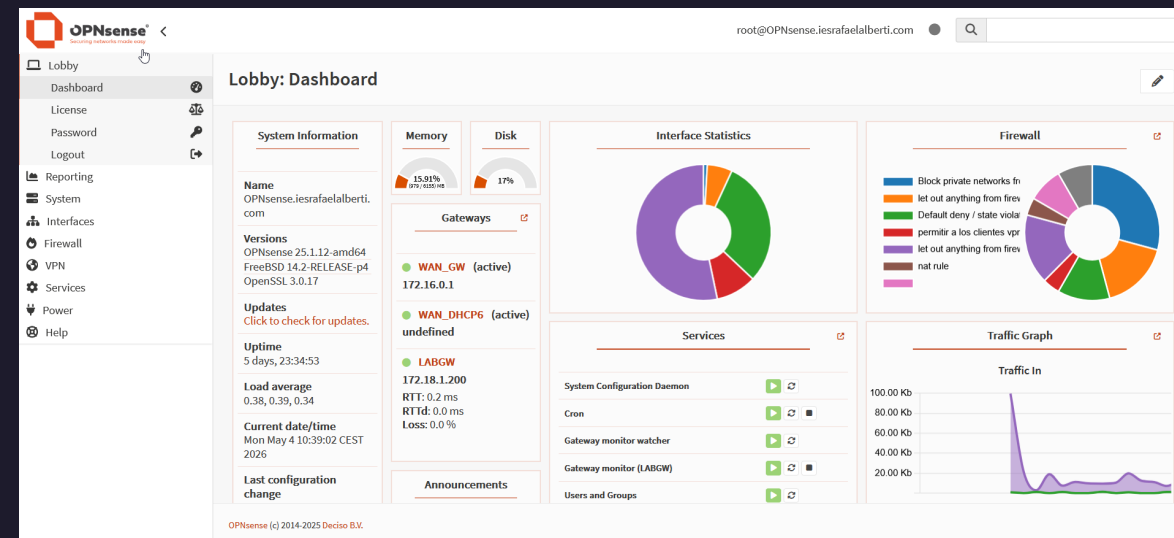 OPNsense
Securing networks made easy
root@OPNsense.iesrafaelalberti.com
Lobby
Dashboard
License
Password
Logout
Reporting
System
Interfaces
Firewall
VPN
Services
Power
Help
Lobby: Dashboard
System Information
Name
OPNsense.iesrafaelalberti.
com
Versions
OPNsense 25.1.12-amd64
FreeBSD 14.2-RELEASE-p4
OpenSSL 3.0.17
Updates
Click to check for updates.
Uptime
5 days, 23:34:53
Load average
0.38, 0.39, 0.34
Current date/time
Mon May 4 10:39:02 CEST
2026
Last configuration
change
Memory
15.91%
(979 / 6155) MB
Disk
17%
Gateways
WAN_GW (active)
172.16.0.1
WAN_DHCP6 (active)
undefined
LABGW
172.18.1.200
RTT: 0.2 ms
RTTd: 0.0 ms
Loss: 0.0 %
Announcements
Interface Statistics
Services
System Configuration Daemon
Cron
Gateway monitor watcher
Gateway monitor (LABGW)
Users and Groups
Firewall
Block private networks fr
let out anything from firew
Default deny / state violat
permitir a los clientes vpr
let out anything from firew
nat rule
Traffic Graph
Traffic In
100.00 Kb
80.00 Kb
60.00 Kb
40.00 Kb
20.00 Kb
OPNsense (c) 2014-2025 Deciso B.V.